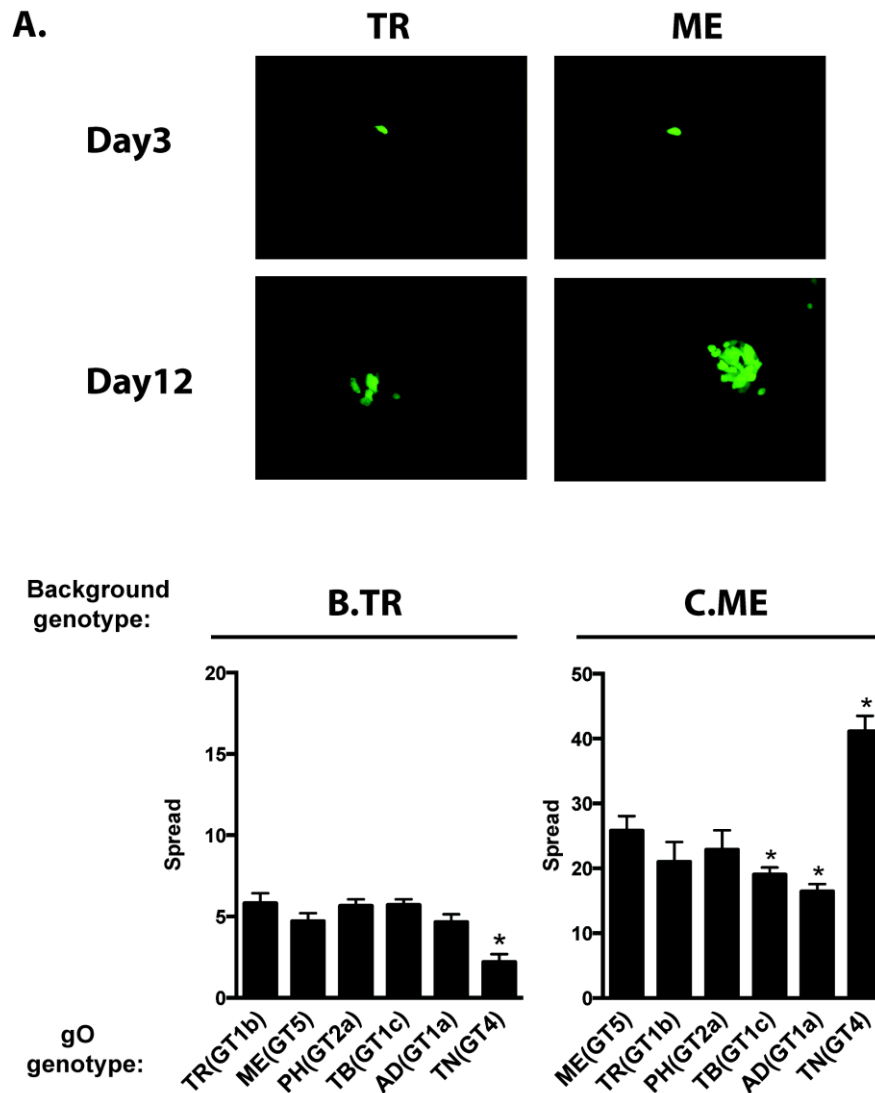 A.
TR ME
Day3
Day12
Background
genotype:
B.TR
C.ME
20
15
10
5
0
Spread
TR(GT1b)
ME(GT5)
PH(GT2a)
TB(GT1c)
AD(GT1a)
TN(GT4)
*
50
40
30
20
10
0
Spread
ME(GT5)
TR(GT1b)
PH(GT2a)
TB(GT1c)
AD(GT1a)
TN(GT4)
*
*
*
gO
genotype: